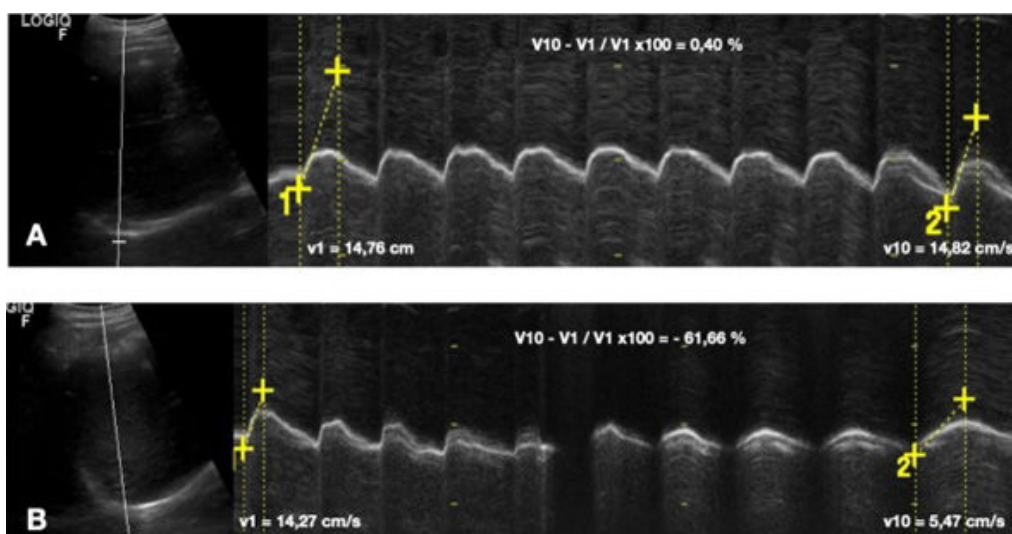 LOGIQ
F
V10 - V1 / V1 x100 = 0,40 %
1
2
A
v1 = 14,76 cm
v10 = 14,82 cm/s
GIQ
F
V10 - V1 / V1 x100 = - 61,66 %
2
B
v1 = 14,27 cm/s
v10 = 5,47 cm/s